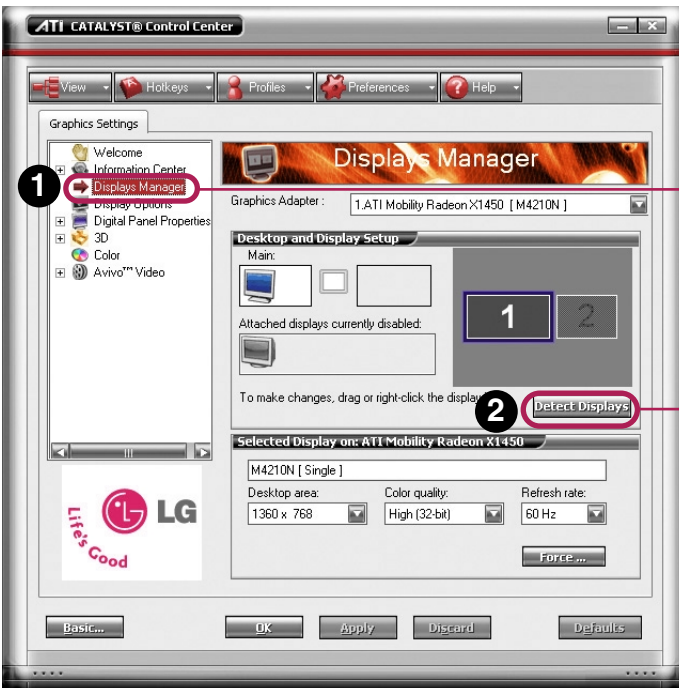 ATI CATALYST® Control Center
View Hotkeys Profiles Preferences Help
Graphics Settings
Welcome
Information Center
1 Displays Manager
Display Options
Digital Panel Properties
3D
Color
Avivo™ Video
Life's Good
LG
Displays Manager
Graphics Adapter : 1.ATI Mobility Radeon X1450 [ M4210N ]
Desktop and Display Setup
Main:
1 2
Attached displays currently disabled:
To make changes, drag or right-click the display
2 Detect Displays
Selected Display on: ATI Mobility Radeon X1450
M4210N [ Single ]
Desktop area: Color quality: Refresh rate:
1360 x 768 High (32-bit) 60 Hz
Force ...
Basic... OK Apply Discard Defaults